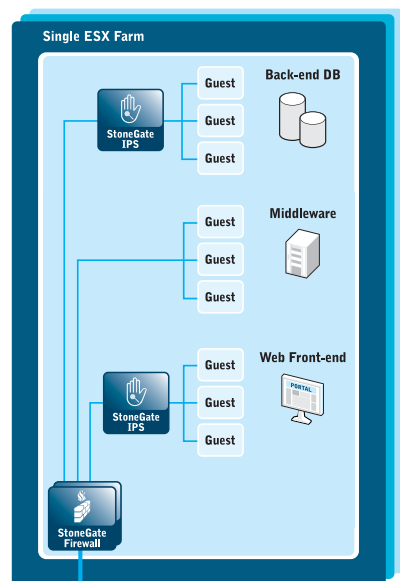 Single ESX Farm
Back-end DB
Guest
StoneGate
IPS
Guest
Guest
Middleware
Guest
Guest
Guest
Web Front-end
Guest
PORTAL
StoneGate
IPS
Guest
Guest
StoneGate
Firewall